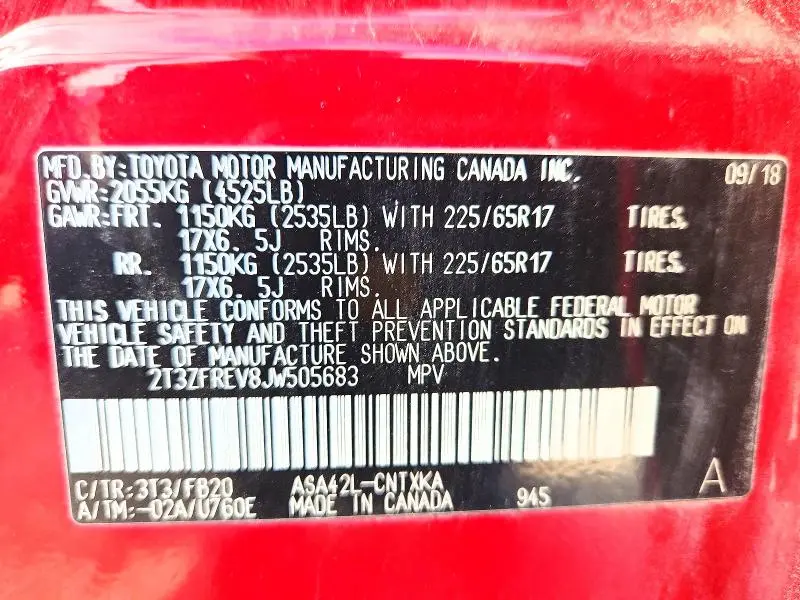 MFD. BY: TOYOTA MOTOR MANUFACTURING CANADA INC. 09/18
GVWR: 2055KG (4525LB)
GAWR: FRT. 1150KG (2535LB) WITH 225/65R17 TIRES,
17X6. 5J RIMS.
RR. 1150KG (2535LB) WITH 225/65R17 TIRES.
17X6. 5J RIMS.
THIS VEHICLE CONFORMS TO ALL APPLICABLE FEDERAL MOTOR
VEHICLE SAFETY AND THEFT PREVENTION STANDARDS IN EFFECT ON
THE DATE OF MANUFACTURE SHOWN ABOVE.
2T3ZFREV8JW505683 MPV
C/TR: 3T3/FB20 ASA42L-CNTXKA A
A/TM: -02A/U760E MADE IN CANADA 945